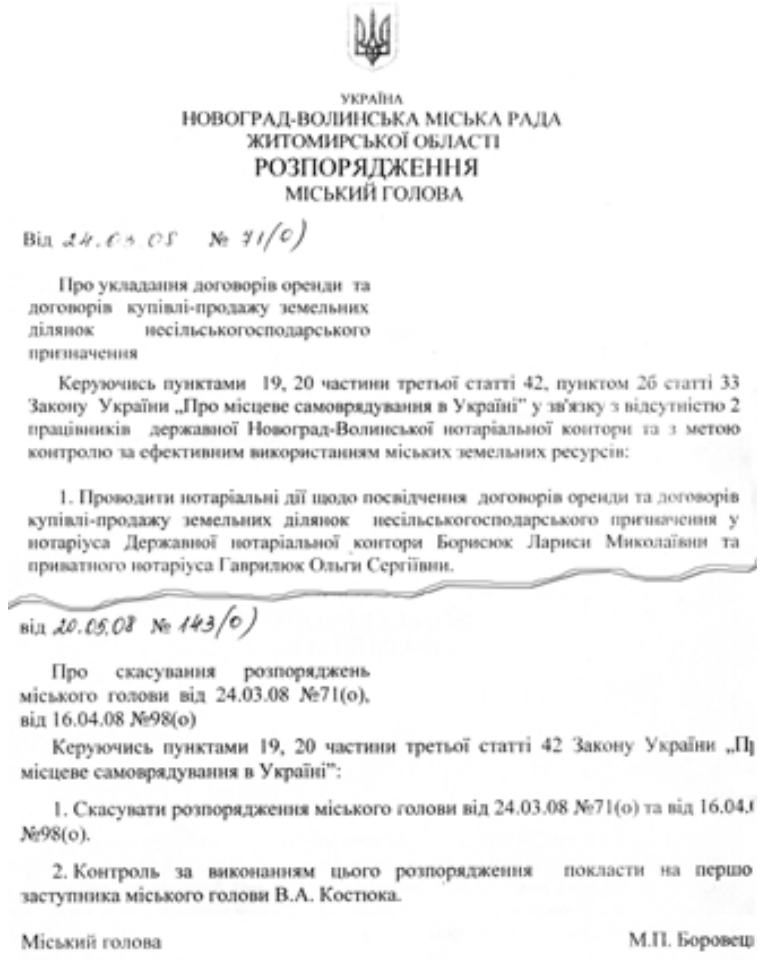 УКРАЇНА
НОВОГРАД-ВОЛИНСЬКА МІСЬКА РАДА
ЖИТОМИРСЬКОЇ ОБЛАСТІ
РОЗПОРЯДЖЕННЯ
МІСЬКИЙ ГОЛОВА
Від 24.03.08 № 71(о)
Про укладання договорів оренди та
договорів купівлі-продажу земельних
ділянок несільськогосподарського
призначення
Керуючись пунктами 19, 20 частини третьої статті 42, пунктом 2б статті 33
Закону України „Про місцеве самоврядування в Україні” у зв'язку з відсутністю 2
працівників державної Новоград-Волинської нотаріальної контори та з метою
контролю за ефективним використанням міських земельних ресурсів:
1. Проводити нотаріальні дії щодо посвідчення договорів оренди та договорів
купівлі-продажу земельних ділянок несільськогосподарського призначення у
нотаріуса Державної нотаріальної контори Борисюк Лариси Миколаївни та
приватного нотаріуса Гаврилюк Ольги Сергіївни.
від 20.05.08 № 143(о)
Про скасування розпоряджень
міського голови від 24.03.08 №71(о),
від 16.04.08 №98(о)
Керуючись пунктами 19, 20 частини третьої статті 42 Закону України „Пр
місцеве самоврядування в Україні”:
1. Скасувати розпорядження міського голови від 24.03.08 №71(о) та від 16.04.0
№98(о).
2. Контроль за виконанням цього розпорядження покласти на першо
заступника міського голови В.А. Костюка.
Міський голова М.П. Боровец